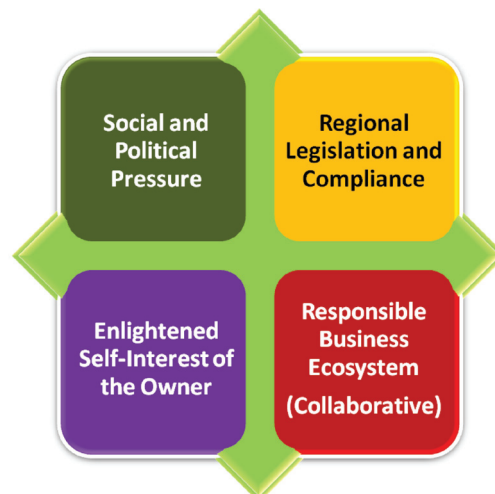 Social and
Political
Pressure
Regional
Legislation and
Compliance
Enlightened
Self-Interest of
the Owner
Responsible
Business
Ecosystem
(Collaborative)